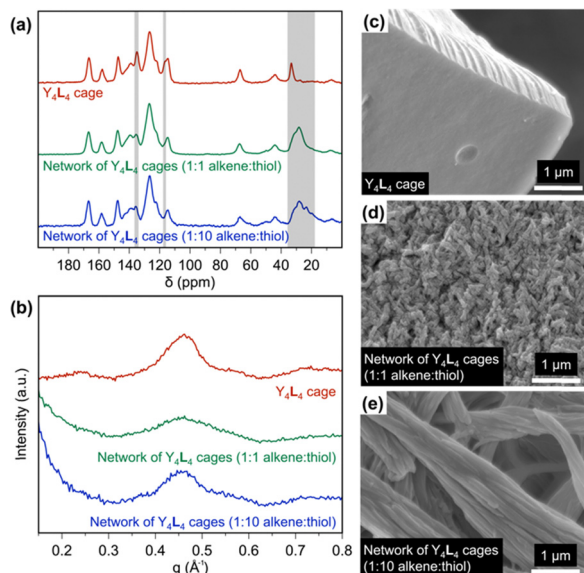 (a)
Y₄L₄
cage
Network of Y₄L₄ cages (1:1 alkene:thiol)
Network of Y₄L₄ cages (1:10 alkene:thiol)
180 160 140 120 100 80 60 40 20
δ (ppm)
(b)
Intensity (a.u.)
Y₄L₄ cage
Network of Y₄L₄ cages (1:1 alkene:thiol)
Network of Y₄L₄ cages (1:10 alkene:thiol)
0.2 0.3 0.4 0.5 0.6 0.7 0.8
q (Å⁻¹)
(c)
Y₄L₄ cage
1 µm
(d)
Network of Y₄L₄ cages
(1:1 alkene:thiol)
1 µm
(e)
Network of Y₄L₄ cages
(1:10 alkene:thiol)
1 µm